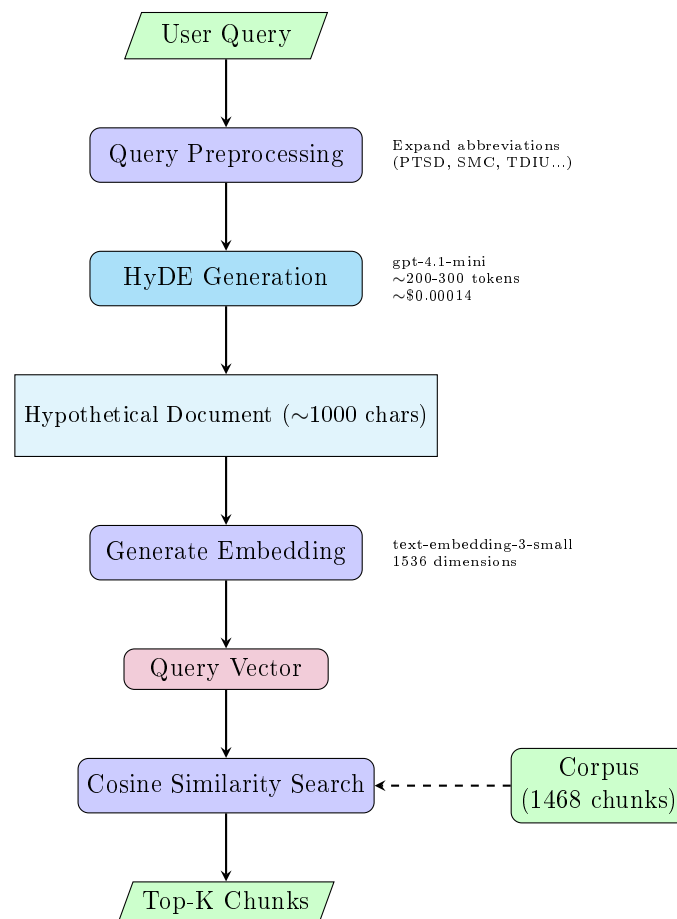 User Query
Query Preprocessing
Expand abbreviations
(PTSD, SMC, TDIU...)
HyDE Generation
gpt-4.1-mini
~200-300 tokens
~$0.00014
Hypothetical Document (~1000 chars)
Generate Embedding
text-embedding-3-small
1536 dimensions
Query Vector
Cosine Similarity Search
Corpus
(1468 chunks)
Top-K Chunks